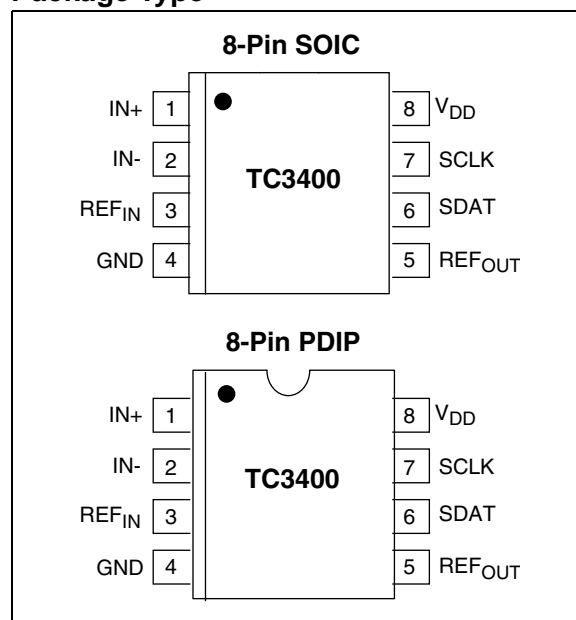 8-Pin SOIC
IN+ 1
IN- 2
REFIN 3
GND 4
TC3400
8 VDD
7 SCLK
6 SDAT
5 REFOUT
8-Pin PDIP
IN+ 1
IN- 2
REFIN 3
GND 4
TC3400
8 VDD
7 SCLK
6 SDAT
5 REFOUT